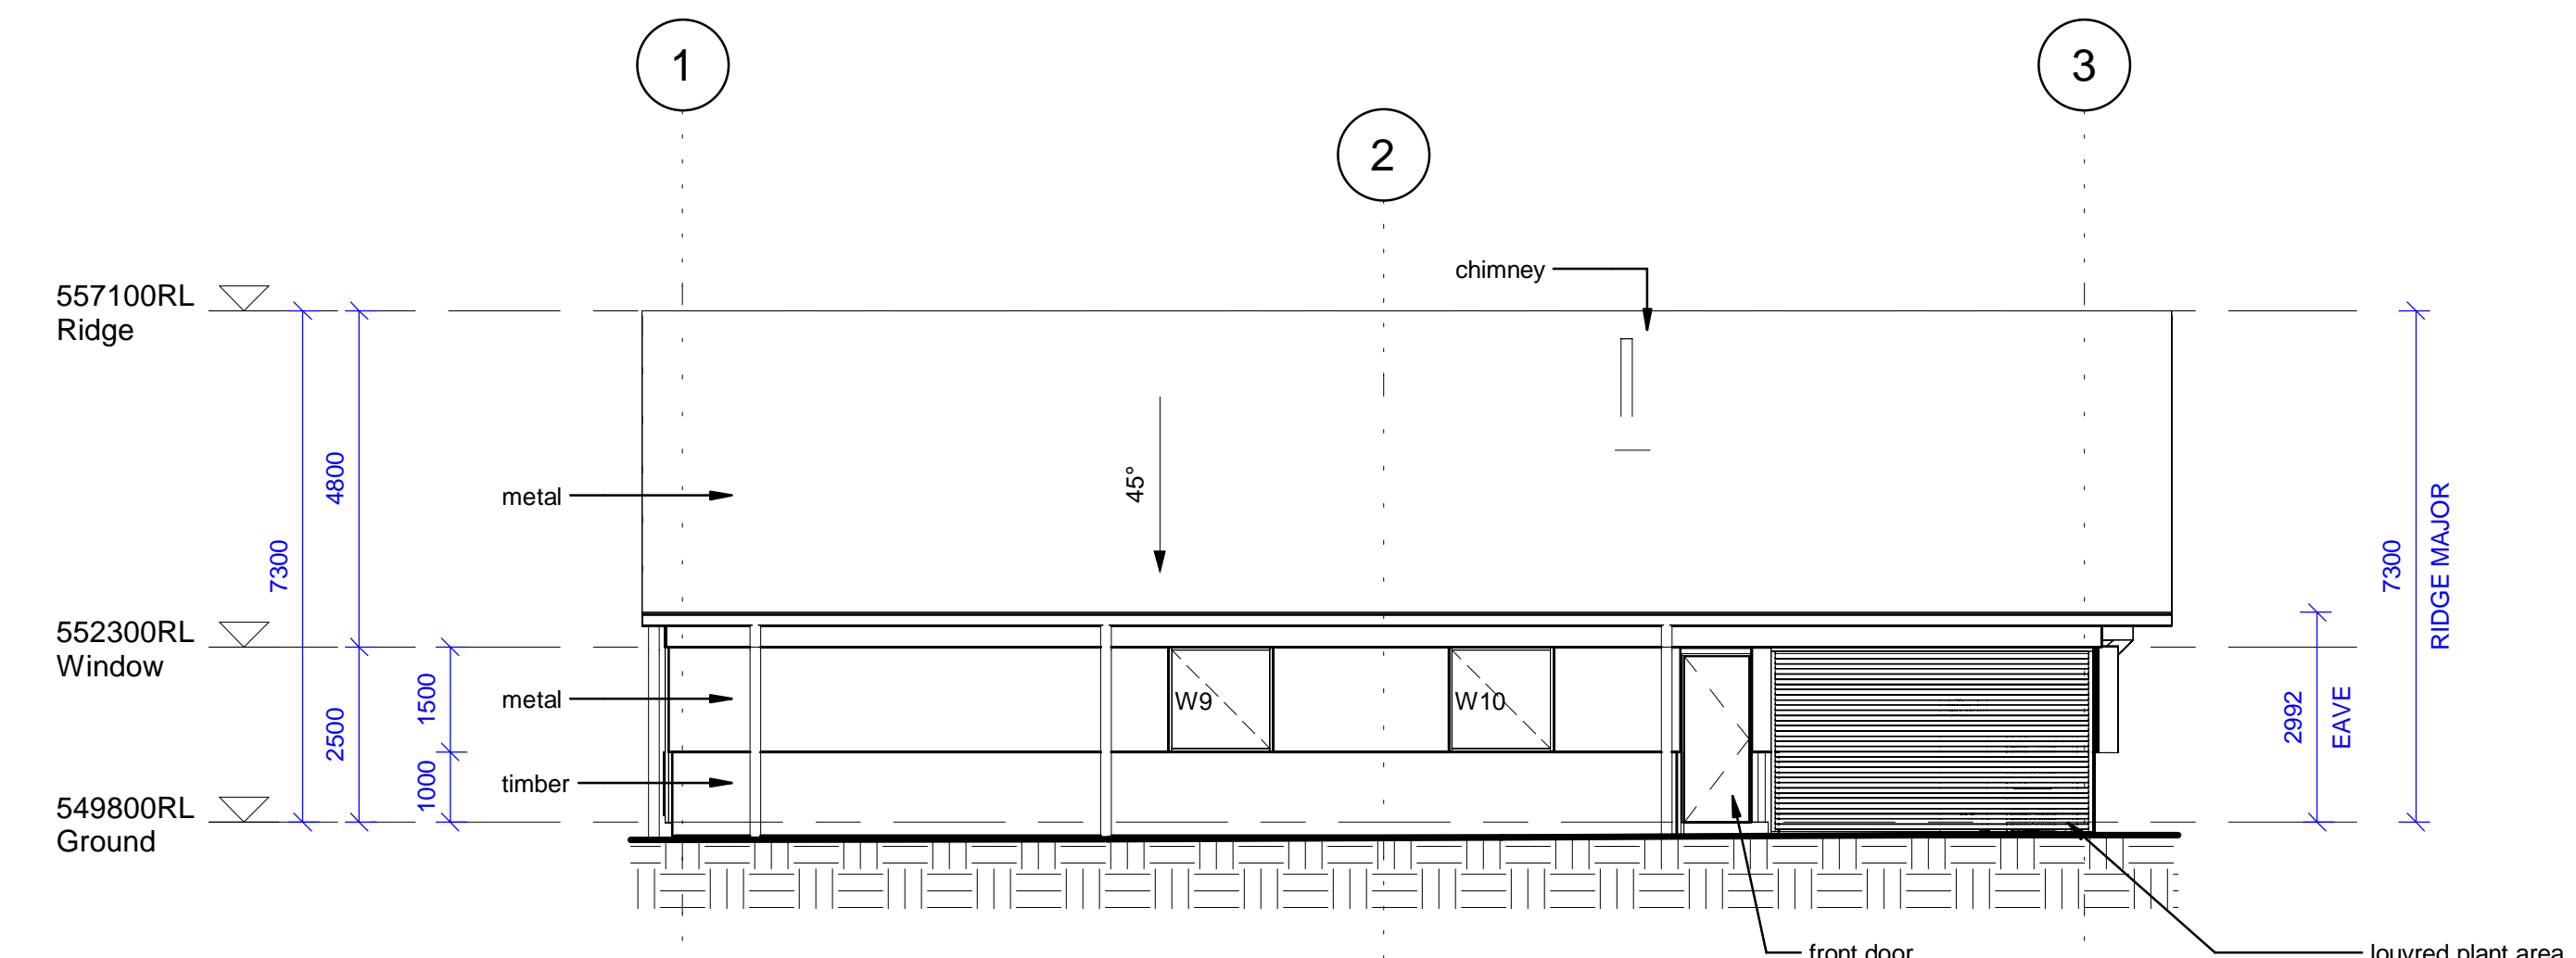 1
3
2
chimney
557100RL
Ridge
4800
45°
metal
7300
7300
RIDGE MAJOR
552300RL
Window
1500
2500
metal
W9
W10
2992
EAVE
1000
timber
549800RL
Ground
front door
louvred plant area